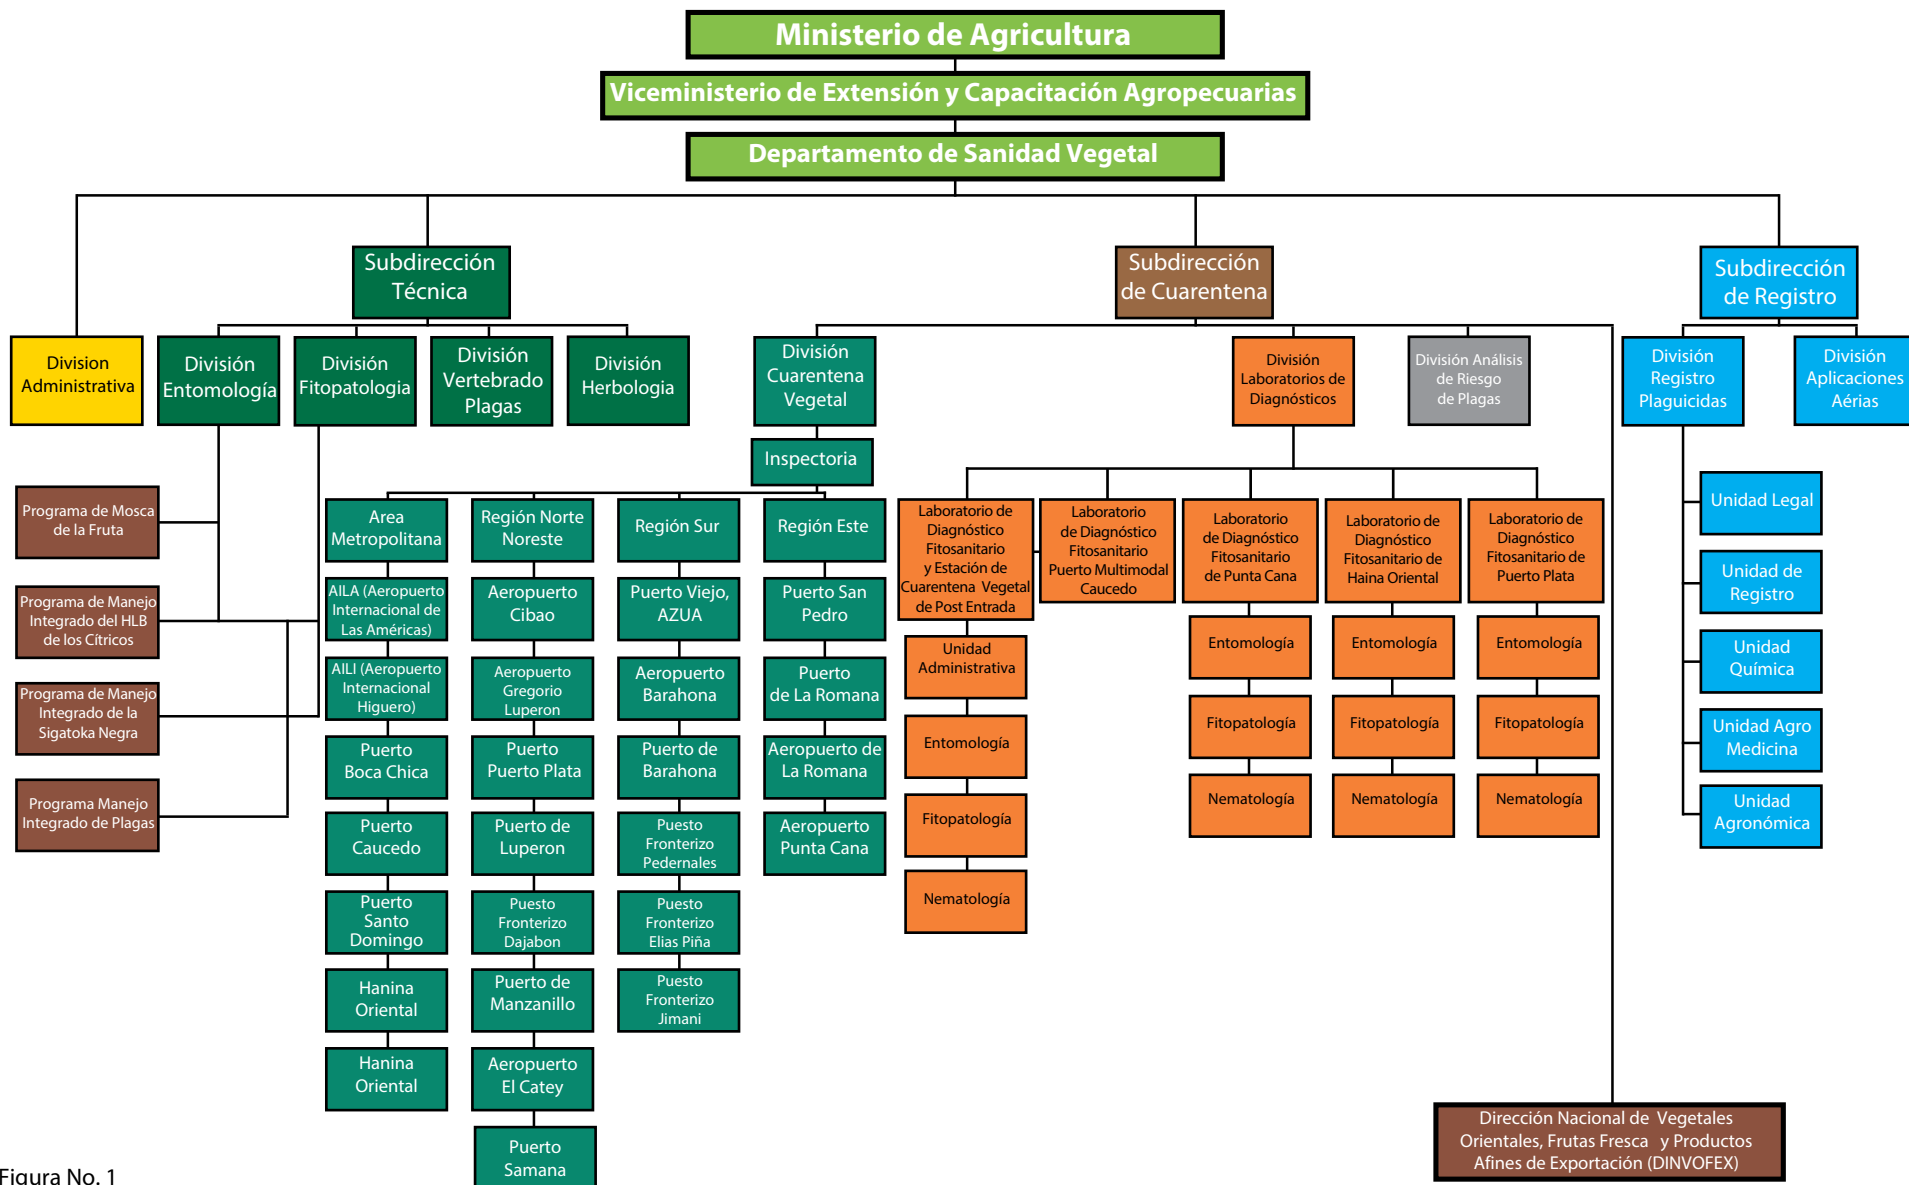 Ministerio de Agricultura
Viceministerio de Extensión y Capacitación Agropecuarias
Departamento de Sanidad Vegetal
Subdirección
Técnica
Subdirección
de Cuarentena
Subdirección
de Registro
Division
Administrativa
División
Entomología
División
Fitopatologia
División
Vertebrado
Plagas
División
Herbologia
División
Cuarentena
Vegetal
División
Laboratorios de
Diagnósticos
División Análisis
de Riesgo
de Plagas
División
Registro
Plaguicidas
División
Aplicaciones
Aérias
Inspectoria
Programa de Mosca
de la Fruta
Programa de Manejo
Integrado del HLB
de los Cítricos
Programa de Manejo
Integrado de la
Sigatoka Negra
Programa Manejo
Integrado de Plagas
Area
Metropolitana
AILA (Aeropuerto
Internacional de
Las Américas)
AILI (Aeropuerto
Internacional
Higuero)
Puerto
Boca Chica
Puerto
Caucedo
Puerto
Santo
Domingo
Hanina
Oriental
Hanina
Oriental
Región Norte
Noreste
Aeropuerto
Cibao
Aeropuerto
Gregorio
Luperon
Puerto
Puerto Plata
Puerto de
Luperon
Puesto
Fronterizo
Dajabon
Puerto de
Manzanillo
Aeropuerto
El Catey
Puerto
Samana
Región Sur
Puerto Viejo,
AZUA
Aeropuerto
Barahona
Puerto de
Barahona
Puesto
Fronterizo
Pedernales
Puesto
Fronterizo
Elias Piña
Puesto
Fronterizo
Jimani
Región Este
Puerto San
Pedro
Puerto
de La Romana
Aeropuerto de
La Romana
Aeropuerto
Punta Cana
Laboratorio de
Diagnóstico
Fitosanitario
y Estación de
Cuarentena Vegetal
de Post Entrada
Unidad
Administrativa
Entomología
Fitopatología
Nematología
Laboratorio
de Diagnóstico
Fitosanitario
Puerto Multimodal
Caucedo
Laboratorio
de Diagnóstico
Fitosanitario
de Punta Cana
Entomología
Fitopatología
Nematología
Laboratorio de
Diagnóstico
Fitosanitario de
Haina Oriental
Entomología
Fitopatología
Nematología
Laboratorio de
Diagnóstico
Fitosanitario de
Puerto Plata
Entomología
Fitopatología
Nematología
Unidad Legal
Unidad de
Registro
Unidad
Química
Unidad Agro
Medicina
Unidad
Agronómica
Dirección Nacional de Vegetales
Orientales, Frutas Fresca y Productos
Afines de Exportación (DINVOFEX)
Figura No. 1